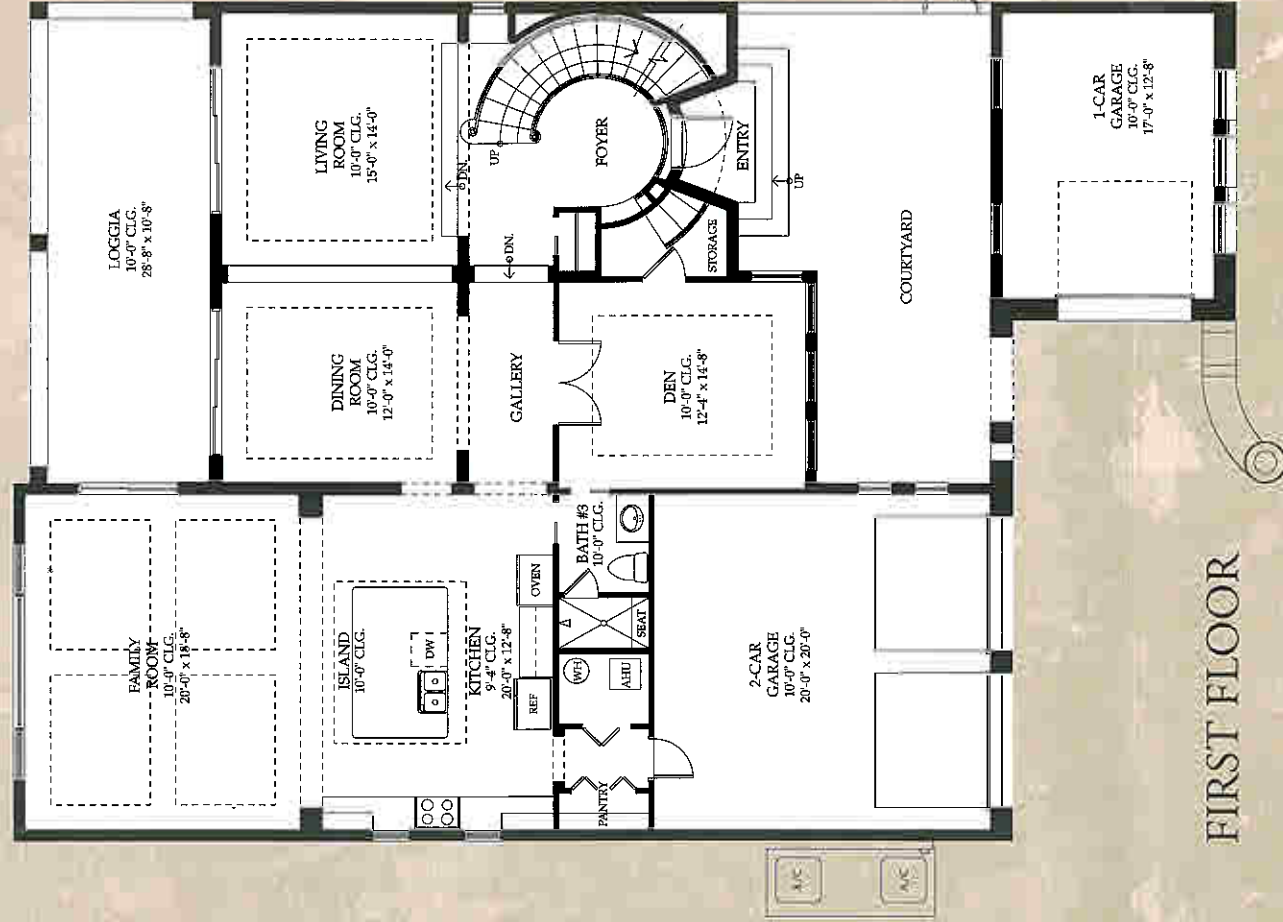 LOGGIA
10'-0" CLG.
28'-8" x 10'-8"
LIVING
ROOM
10'-0" CLG.
15'-0" x 14'-0"
DINING
ROOM
10'-0" CLG.
12'-0" x 14'-0"
FAMILY
ROOM
10'-0" CLG.
20'-0" x 18'-8"
ISLAND
10'-0" CLG.
DW
KITCHEN
9'-4" CLG.
20'-0" x 12'-8"
REF
OVEN
GALLERY
DN.
DN.
UP
FOYER
ENTRY
UP
STORAGE
DEN
10'-0" CLG.
12'-4" x 14'-8"
BATH #3
10'-0" CLG.
SEAT
WH
AHU
PANTRY
2-CAR
GARAGE
10'-0" CLG.
20'-0" x 20'-0"
COURTYARD
1-CAR
GARAGE
10'-0" CLG.
17'-0" x 12'-8"
A/C
A/C
FIRST FLOOR